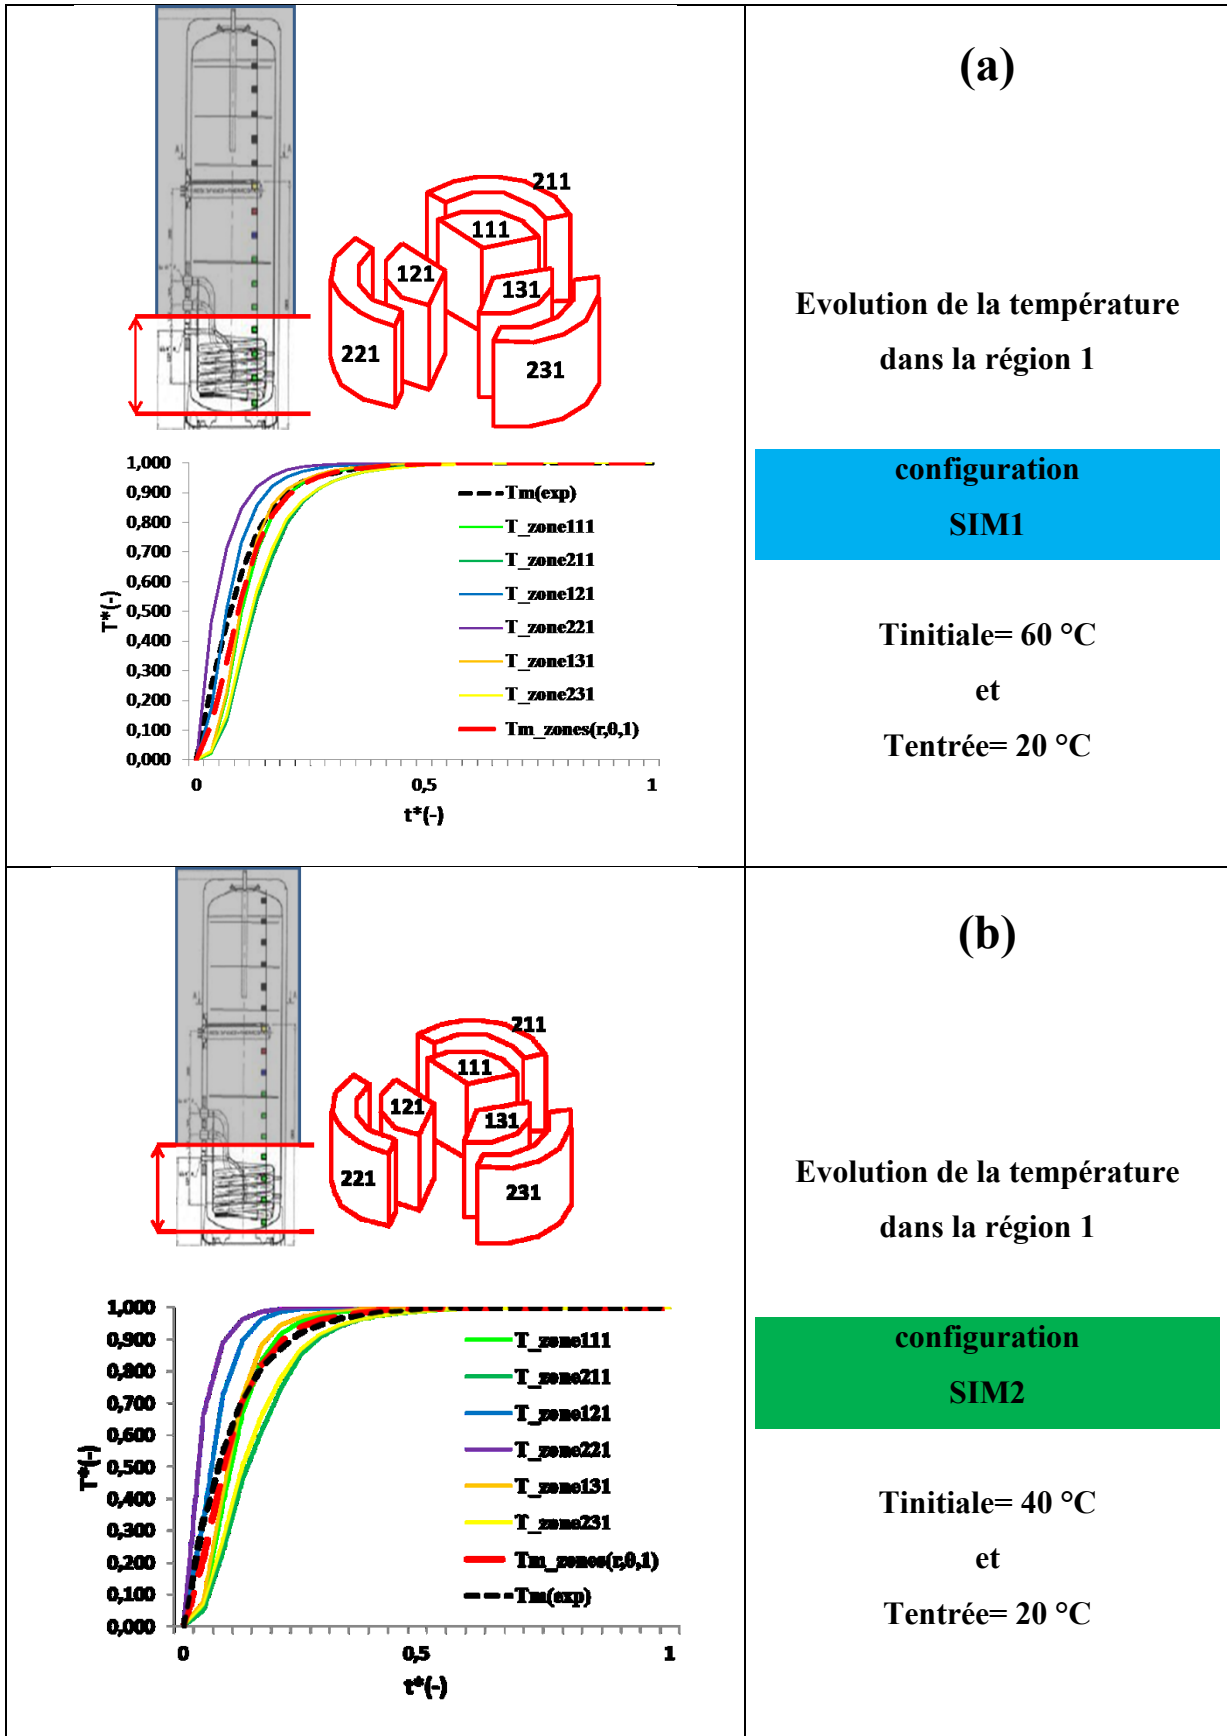 211
111
121
131
221
231
1,000
0,900
0,800
0,700
0,600
0,500
0,400
0,300
0,200
0,100
0,000
T*(-)
0
0,5
1
t*(-)
Tm(exp)
T_zone111
T_zone211
T_zone121
T_zone221
T_zone131
T_zone231
Tm_zones(r,θ,1)
(a)
Evolution de la température
dans la région 1
configuration
SIM1
Tinitiale= 60 °C
et
Tentrée= 20 °C
211
111
121
131
221
231
1,000
0,900
0,800
0,700
0,600
0,500
0,400
0,300
0,200
0,100
0,000
T*(-)
0
0,5
1
t*(-)
T_zone111
T_zone211
T_zone121
T_zone221
T_zone131
T_zone231
Tm_zones(r,θ,1)
Tm(exp)
(b)
Evolution de la température
dans la région 1
configuration
SIM2
Tinitiale= 40 °C
et
Tentrée= 20 °C